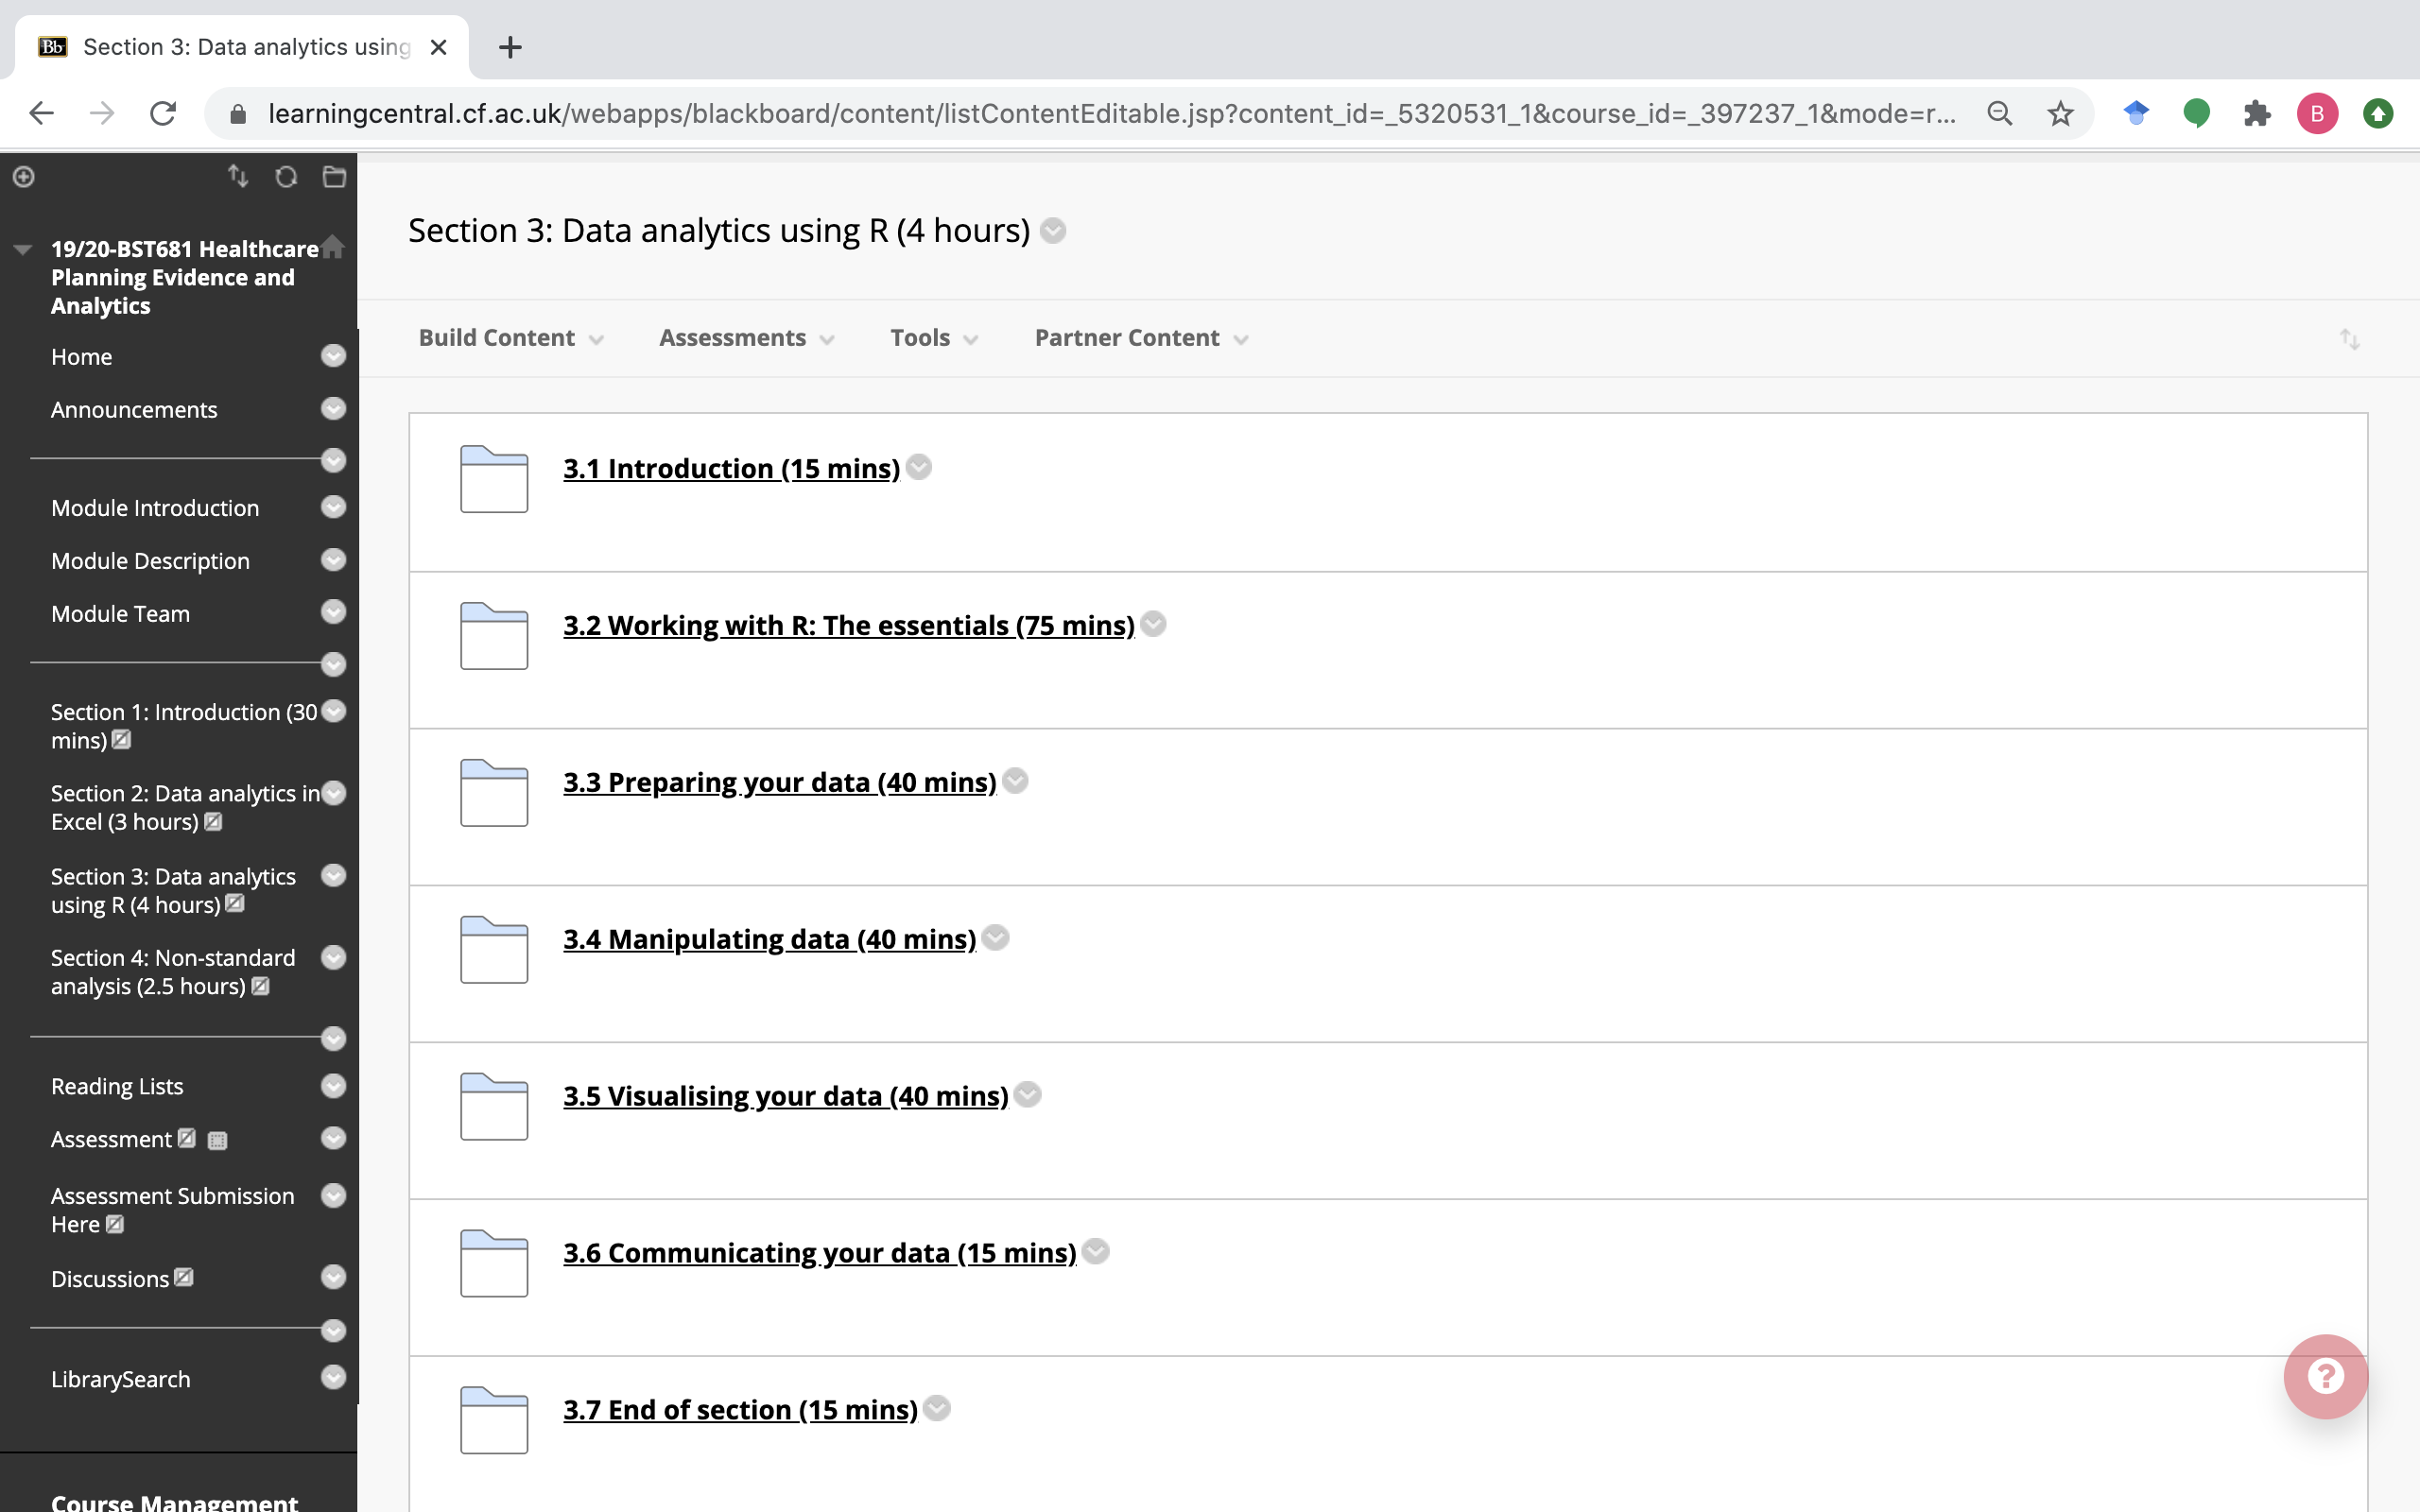 Bb Section 3: Data analytics using
learningcentral.cf.ac.uk/webapps/blackboard/content/listContentEditable.jsp?content_id=_5320531_1&course_id=_397237_1&mode=r...
B
19/20-BST681 Healthcare
Planning Evidence and
Analytics
Home
Announcements
Module Introduction
Module Description
Module Team
Section 1: Introduction (30
mins)
Section 2: Data analytics in
Excel (3 hours)
Section 3: Data analytics
using R (4 hours)
Section 4: Non-standard
analysis (2.5 hours)
Reading Lists
Assessment
Assessment Submission
Here
Discussions
LibrarySearch
Course Management
Section 3: Data analytics using R (4 hours)
Build Content Assessments Tools Partner Content
3.1 Introduction (15 mins)
3.2 Working with R: The essentials (75 mins)
3.3 Preparing your data (40 mins)
3.4 Manipulating data (40 mins)
3.5 Visualising your data (40 mins)
3.6 Communicating your data (15 mins)
3.7 End of section (15 mins)
?